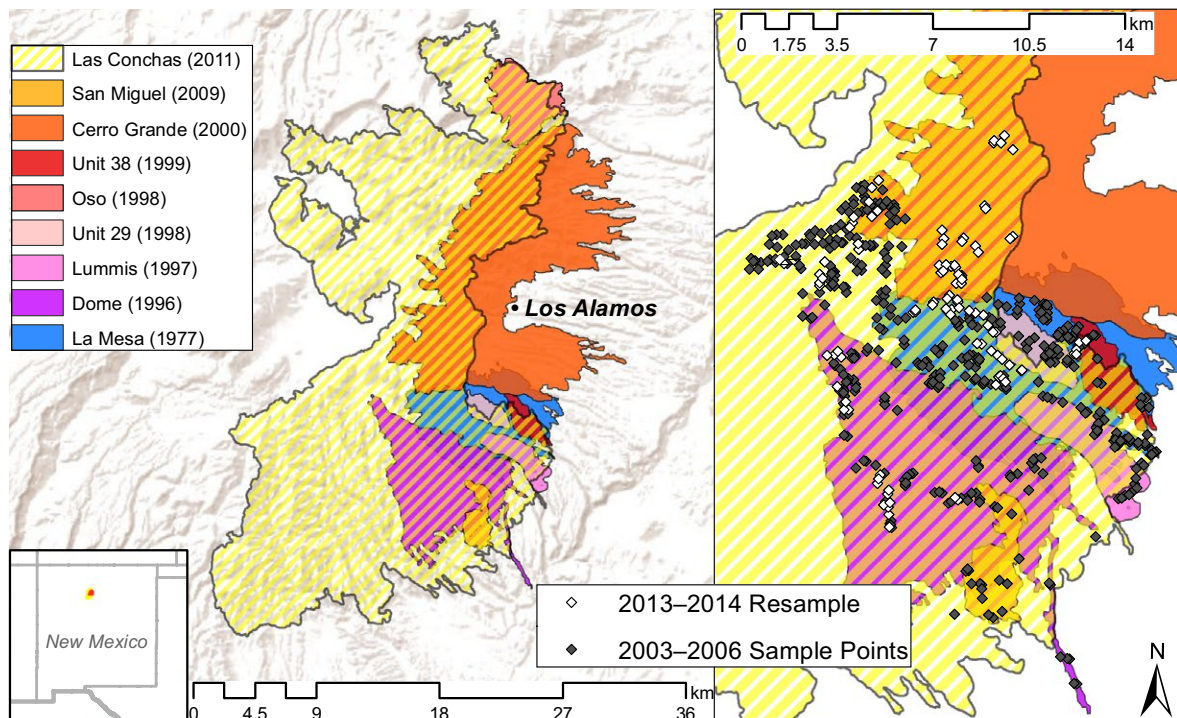 Las Conchas (2011)
San Miguel (2009)
Cerro Grande (2000)
Unit 38 (1999)
Oso (1998)
Unit 29 (1998)
Lummis (1997)
Dome (1996)
La Mesa (1977)
Los Alamos
New Mexico
km
0 4.5 9 18 27 36
km
0 1.75 3.5 7 10.5 14
2013–2014 Resample
2003–2006 Sample Points
N